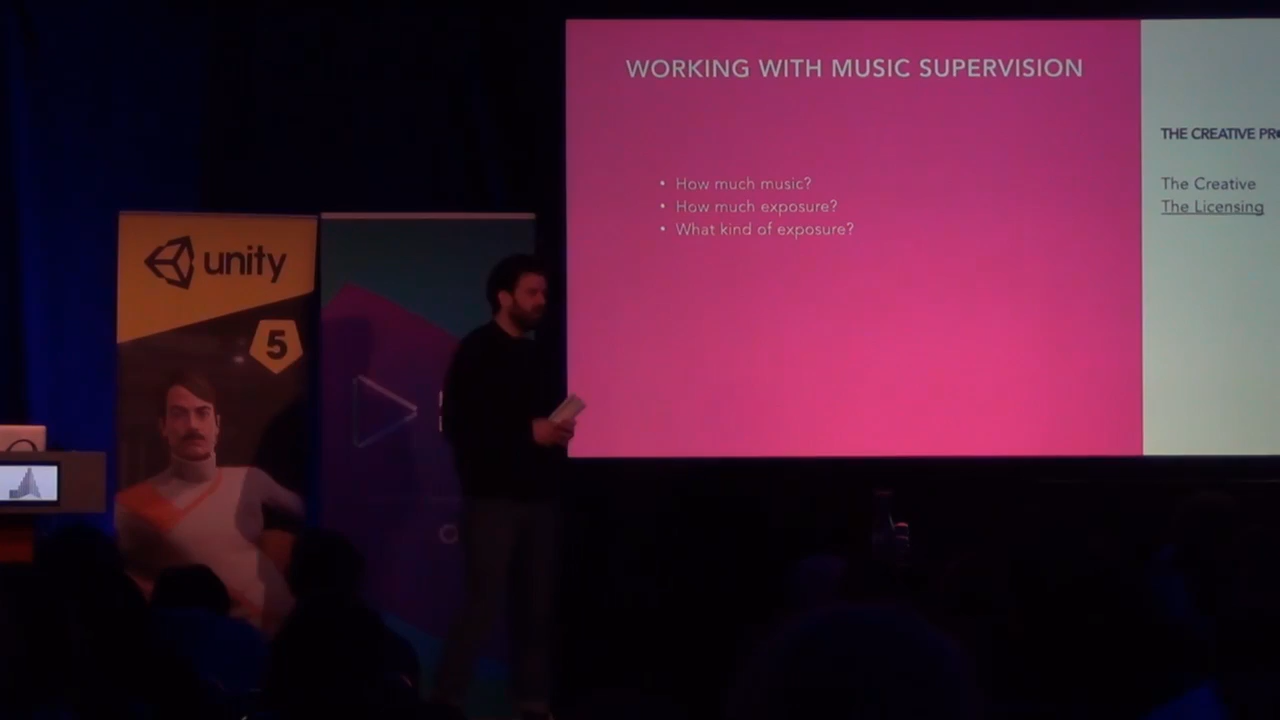 WORKING WITH MUSIC SUPERVISION
• How much music?
• How much exposure?
• What kind of exposure?
THE CREATIVE
The Creative
The Licensing
unity
5